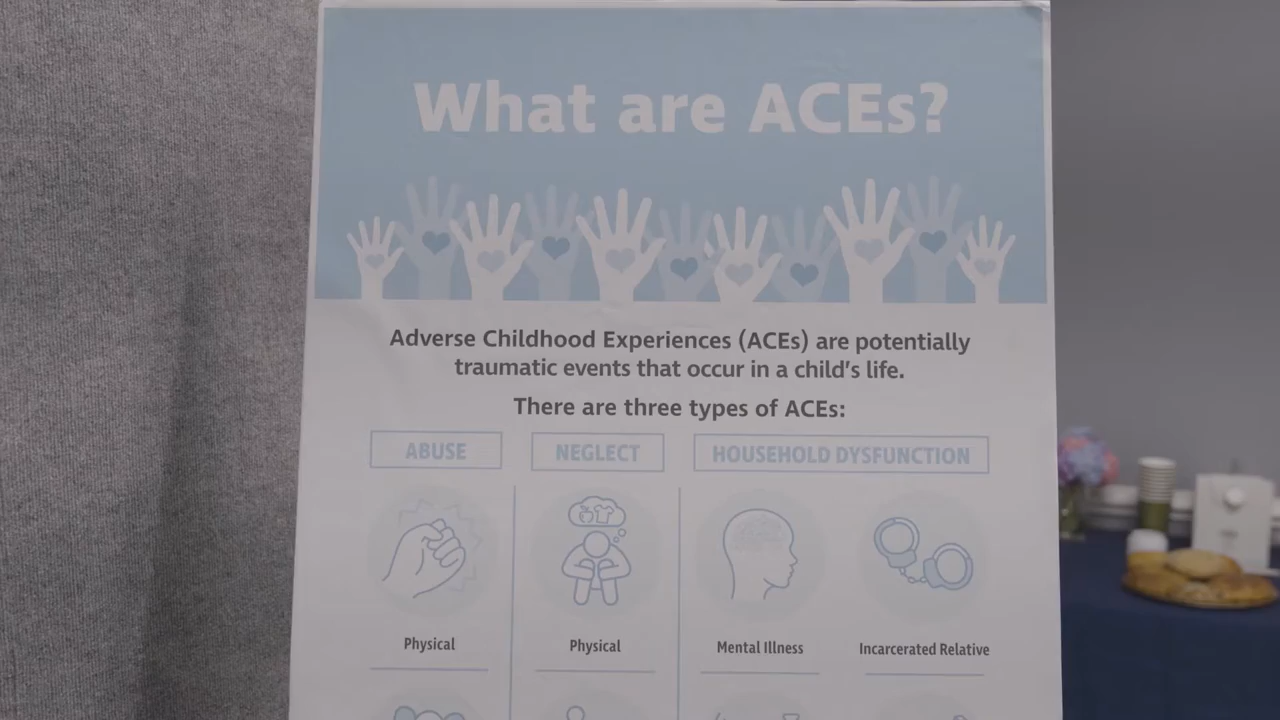 What are ACEs?
Adverse Childhood Experiences (ACEs) are potentially
traumatic events that occur in a child's life.
There are three types of ACEs:
ABUSE
NEGLECT
HOUSEHOLD DYSFUNCTION
Physical
Physical
Mental Illness
Incarcerated Relative